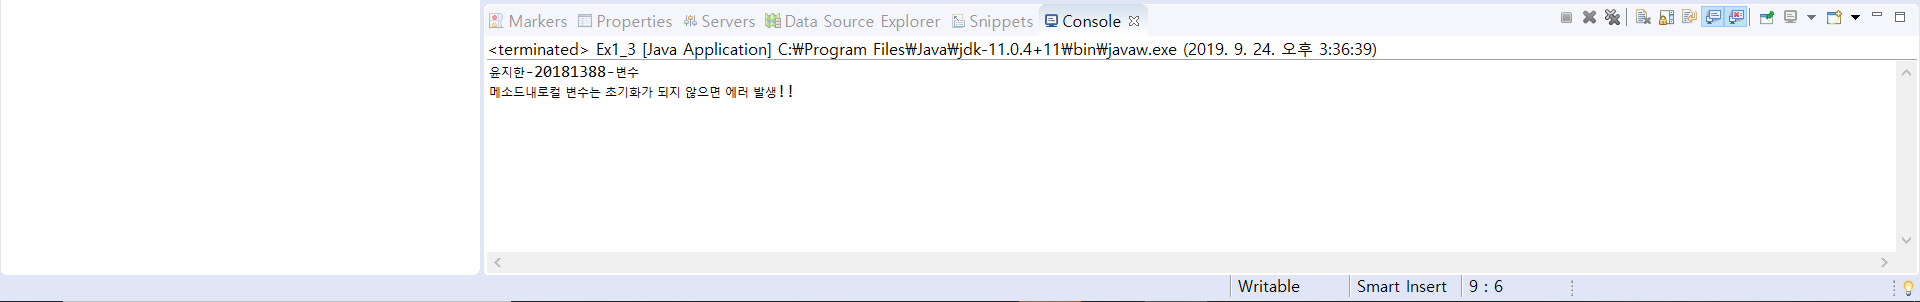 Markers Properties Servers Data Source Explorer Snippets Console
<terminated> Ex1_3 [Java Application] C:₩Program Files₩Java₩jdk-11.0.4+11₩bin₩javaw.exe (2019. 9. 24. 오후 3:36:39)
윤지한-20181388-변수
메소드내로컬 변수는 초기화가 되지 않으면 에러 발생!!
Writable Smart Insert 9 : 6